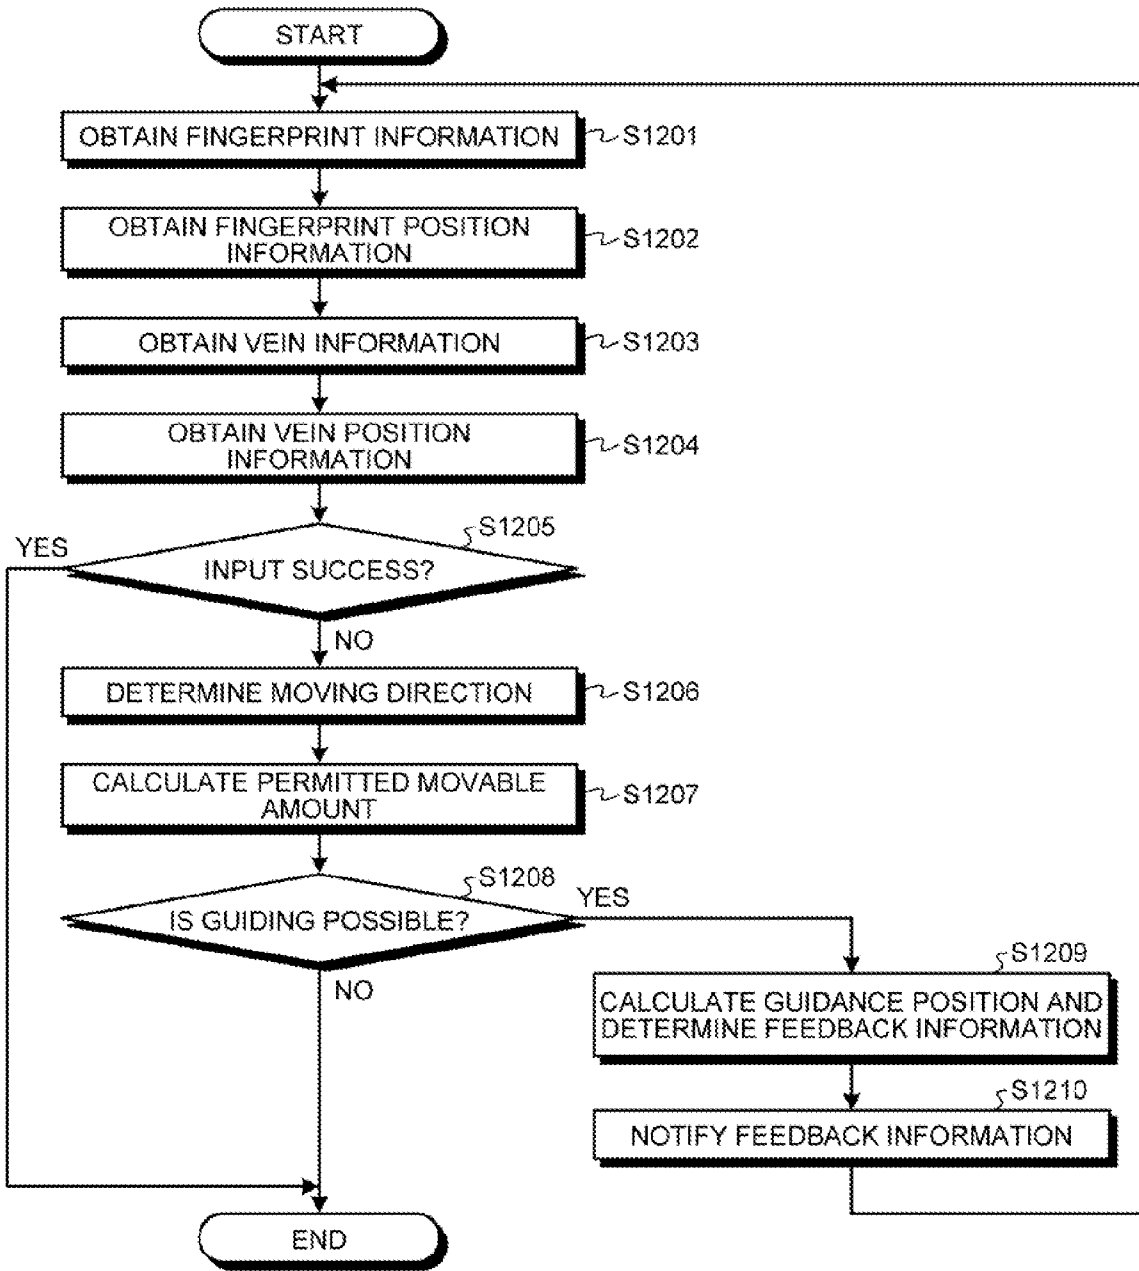 START
OBTAIN FINGERPRINT INFORMATION
S1201
OBTAIN FINGERPRINT POSITION
INFORMATION
S1202
OBTAIN VEIN INFORMATION
S1203
OBTAIN VEIN POSITION
INFORMATION
S1204
S1205
YES
INPUT SUCCESS?
NO
DETERMINE MOVING DIRECTION
S1206
CALCULATE PERMITTED MOVABLE
AMOUNT
S1207
S1208
YES
IS GUIDING POSSIBLE?
NO
S1209
CALCULATE GUIDANCE POSITION AND
DETERMINE FEEDBACK INFORMATION
S1210
NOTIFY FEEDBACK INFORMATION
END